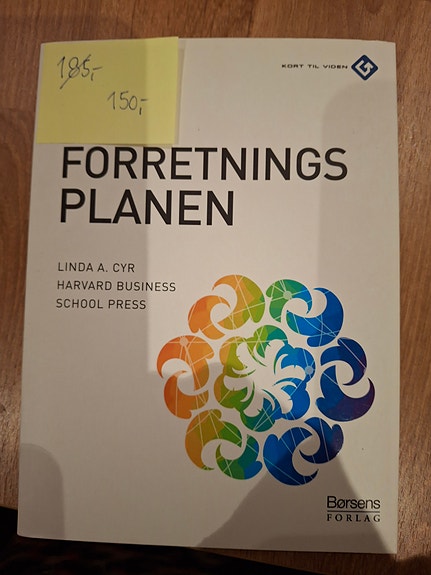 185,-
150,-
KORT TIL VIDEN
FORRETNINGS
PLANEN
LINDA A. CYR
HARVARD BUSINESS
SCHOOL PRESS
Børsens
FORLAG